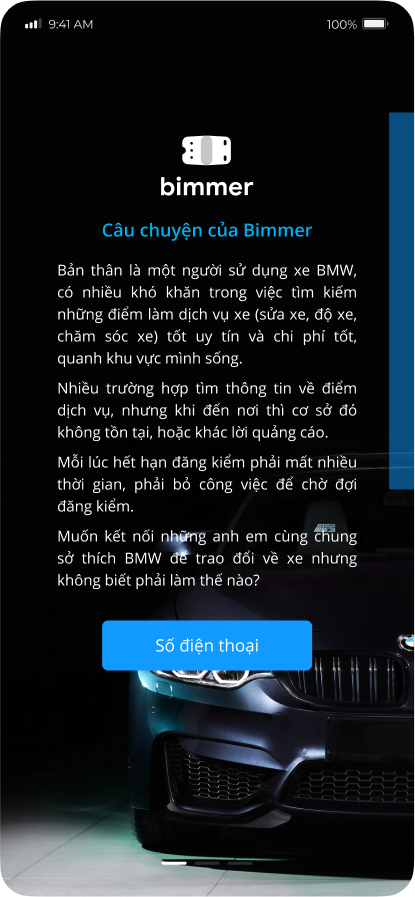 9:41 AM
100%
bimmer
Câu chuyện của Bimmer
Bản thân là một người sử dụng xe BMW,
có nhiều khó khăn trong việc tìm kiếm
những điểm làm dịch vụ xe (sửa xe, độ xe,
chăm sóc xe) tốt uy tín và chi phí tốt,
quanh khu vực mình sống.
Nhiều trường hợp tìm thông tin về điểm
dịch vụ, nhưng khi đến nơi thì cơ sở đó
không tồn tại, hoặc khác lời quảng cáo.
Mỗi lúc hết hạn đăng kiểm phải mất nhiều
thời gian, phải bỏ công việc để chờ đợi
đăng kiểm.
Muốn kết nối những anh em cùng chung
sở thích BMW để trao đổi về xe nhưng
không biết phải làm thế nào?
Số điện thoại